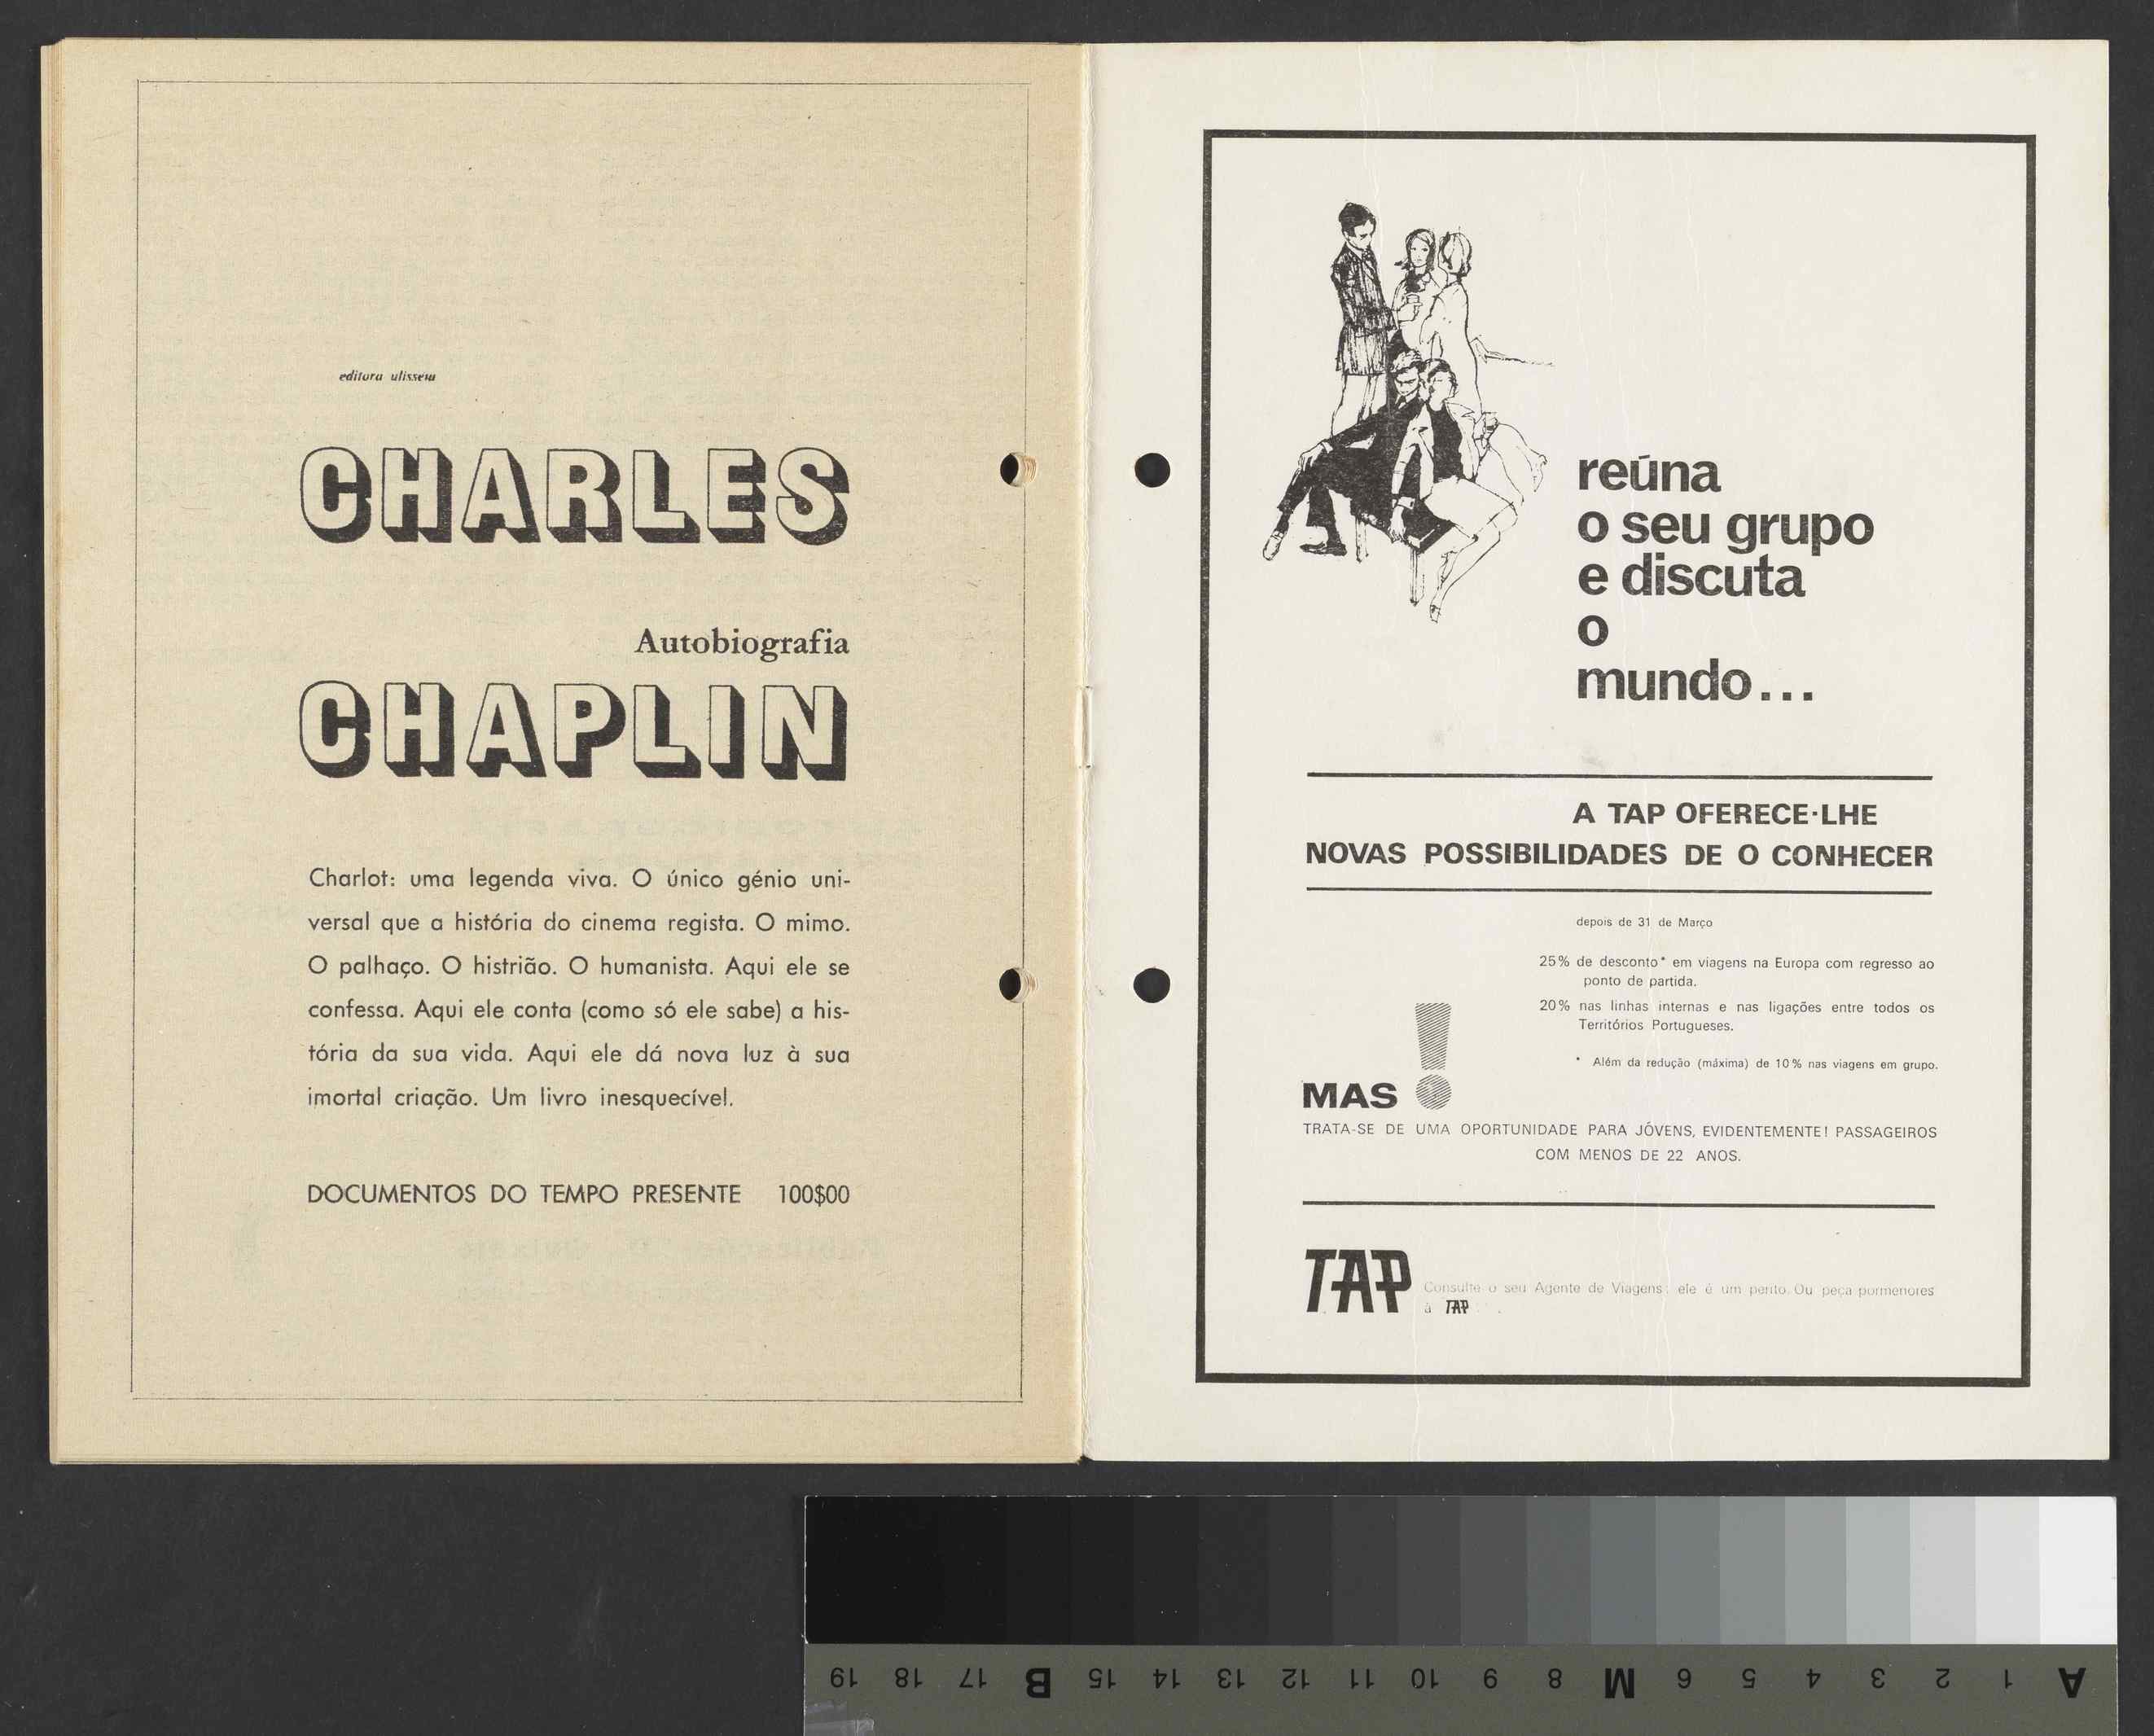 editora ulisseia
CHARLES
Autobiografia
CHAPLIN
Charlot: uma legenda viva. O único génio uni-
versal que a história do cinema regista. O mimo.
O palhaço. O histrião. O humanista. Aqui ele se
confessa. Aqui ele conta (como só ele sabe) a his-
tória da sua vida. Aqui ele dá nova luz à sua
imortal criação. Um livro inesquecível.
DOCUMENTOS DO TEMPO PRESENTE 100$00
reúna
o seu grupo
e discuta
o
mundo...
A TAP OFERECE-LHE
NOVAS POSSIBILIDADES DE O CONHECER
depois de 31 de Março
25% de desconto* em viagens na Europa com regresso ao
ponto de partida.
20% nas linhas internas e nas ligações entre todos os
Territórios Portugueses.
* Além da redução (máxima) de 10% nas viagens em grupo.
MAS !
TRATA-SE DE UMA OPORTUNIDADE PARA JÓVENS, EVIDENTEMENTE! PASSAGEIROS
COM MENOS DE 22 ANOS.
TAP
Consulte o seu Agente de Viagens: ele é um perito. Ou peça pormenores
à TAP
19 18 17 B 15 14 13 12 11 10 9 8 M 6 5 4 3 2 1 A